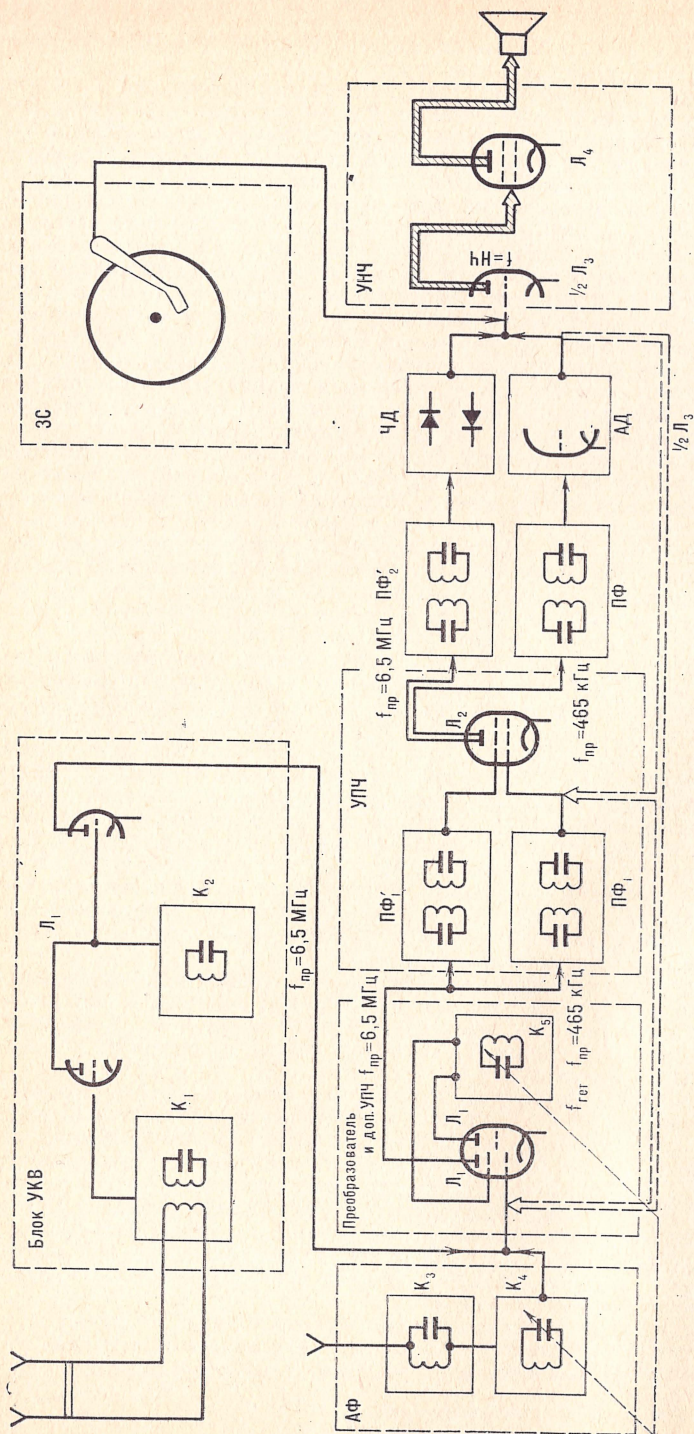 Блок УКВ
К₁
Л₁
К₂
fпр=6,5 МГц
ЗС
АФ
К₃
К₄
Преобразователь
и доп. УПЧ
fпр=6,5 МГц
Л₁
Л₁
К₅
fгет
fпр=465 кГц
УПЧ
ПФ′₁
ПФ₁
Л₂
fпр=6,5 МГц
ПФ′₂
fпр=465 кГц
ПФ
ЧД
АД
½ Л₃
УНЧ
f=НЧ
½ Л₃
Л₄